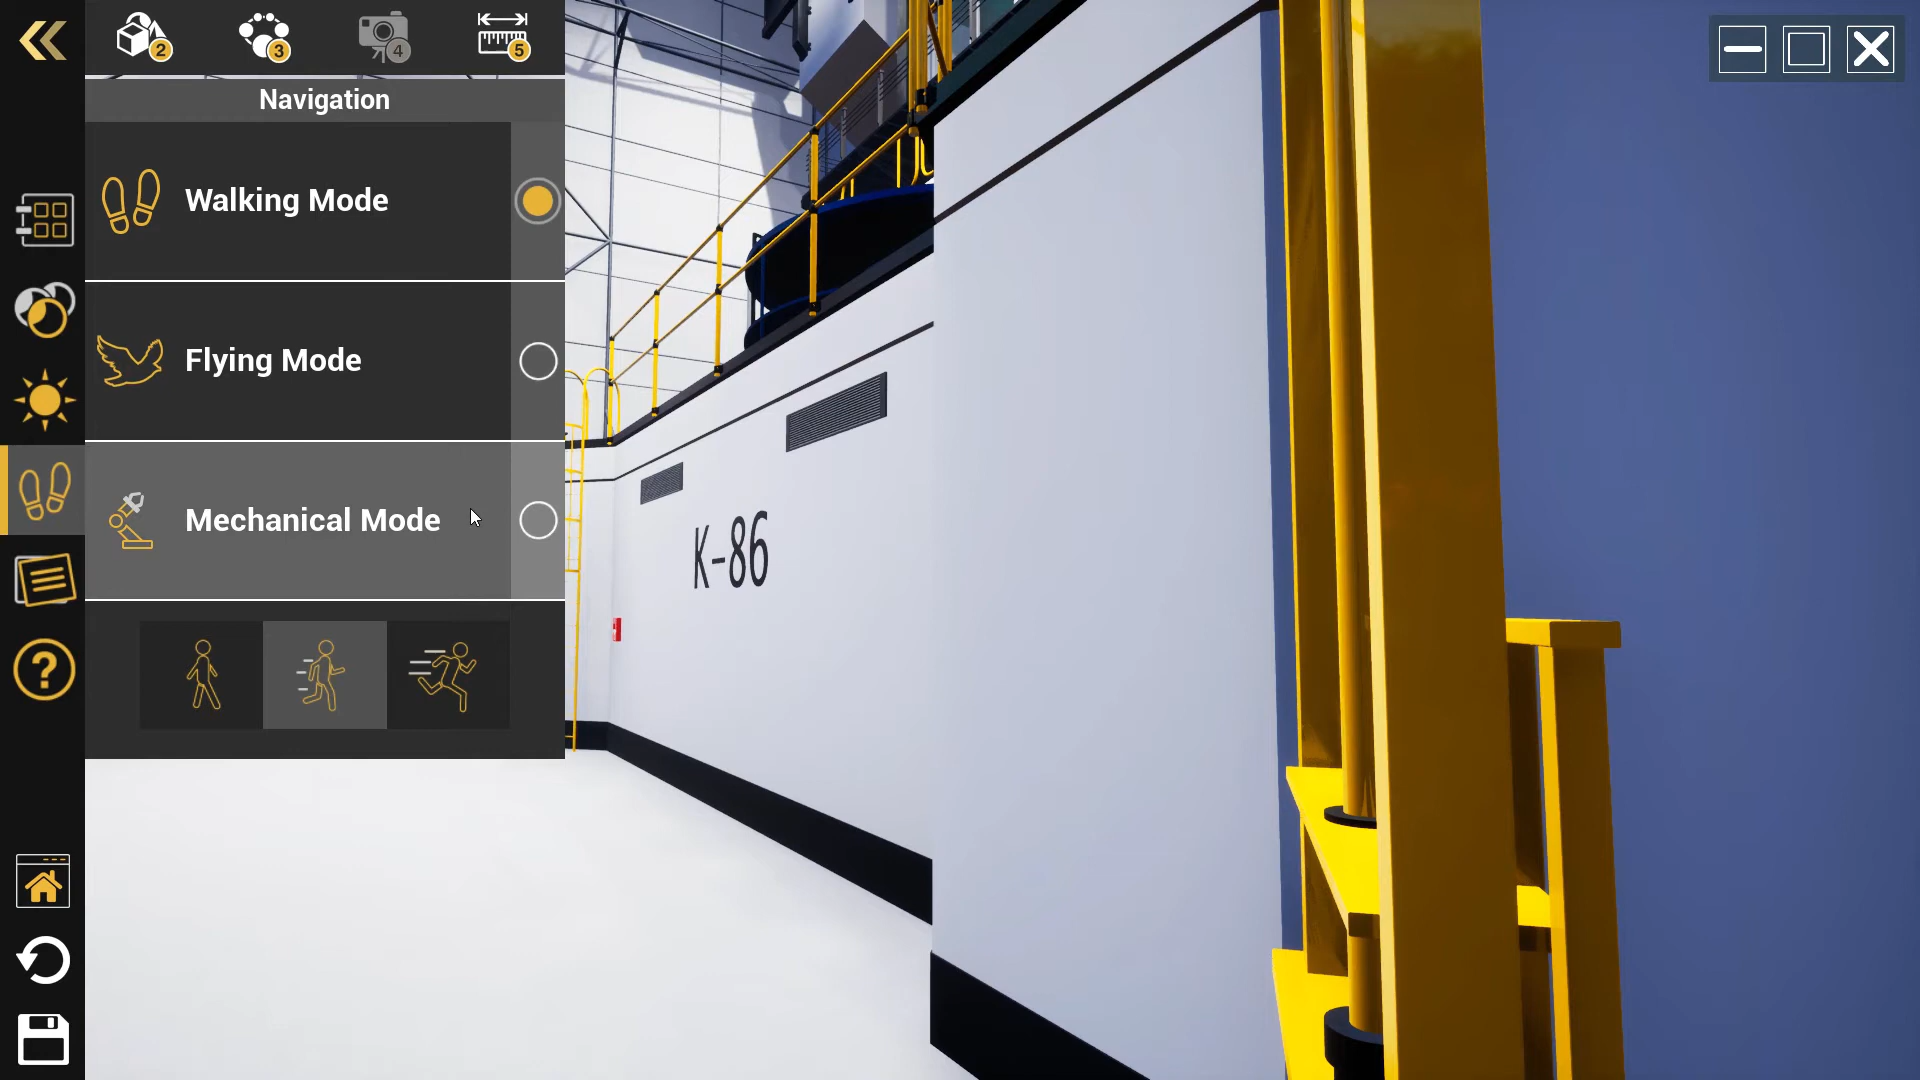 2
3
4
5
Navigation
Walking Mode
Flying Mode
Mechanical Mode
K-86
?